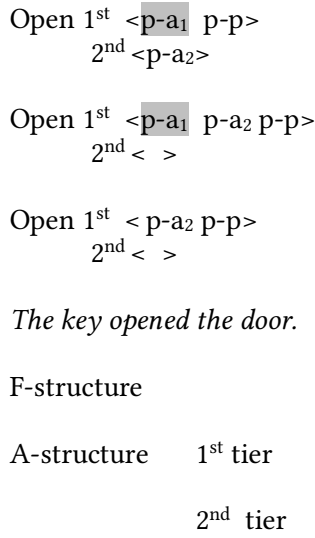 Open 1st <p-a1 p-p>
2nd <p-a2>
Open 1st <p-a1 p-a2 p-p>
2nd < >
Open 1st < p-a2 p-p>
2nd < >
The key opened the door.
F-structure
A-structure 1st tier
2nd tier